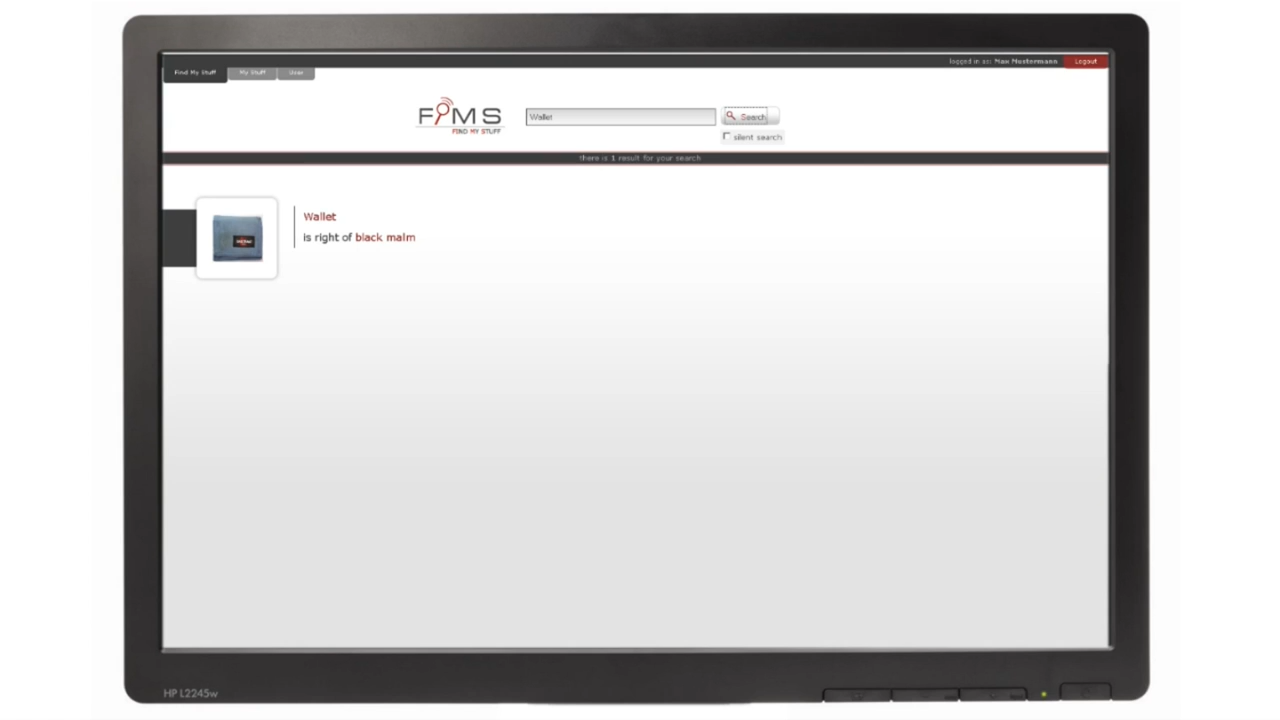 logged in as: Max Mustermann Logout
Find My Stuff My Stuff User
FMS
FIND MY STUFF
Wallet
Search
silent search
there is 1 result for your search
Wallet
is right of black malm
HP L2245w